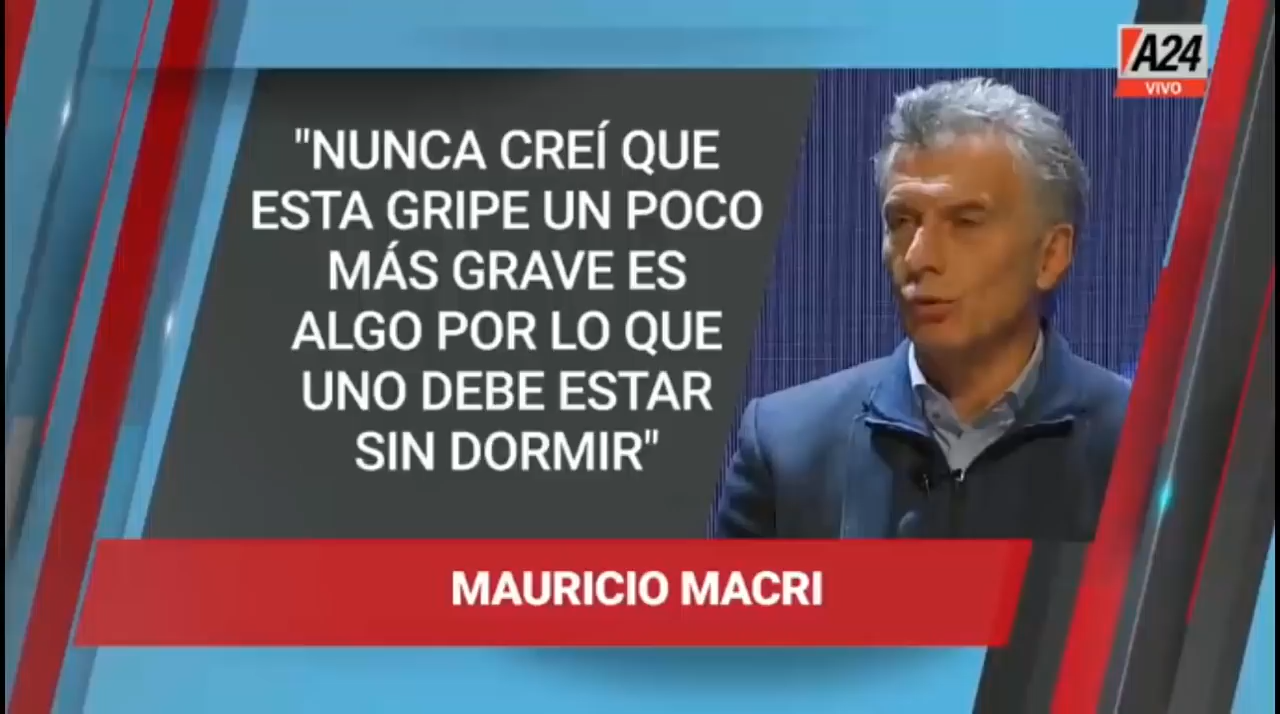 A24
VIVO
"NUNCA CREÍ QUE
ESTA GRIPE UN POCO
MÁS GRAVE ES
ALGO POR LO QUE
UNO DEBE ESTAR
SIN DORMIR"
MAURICIO MACRI